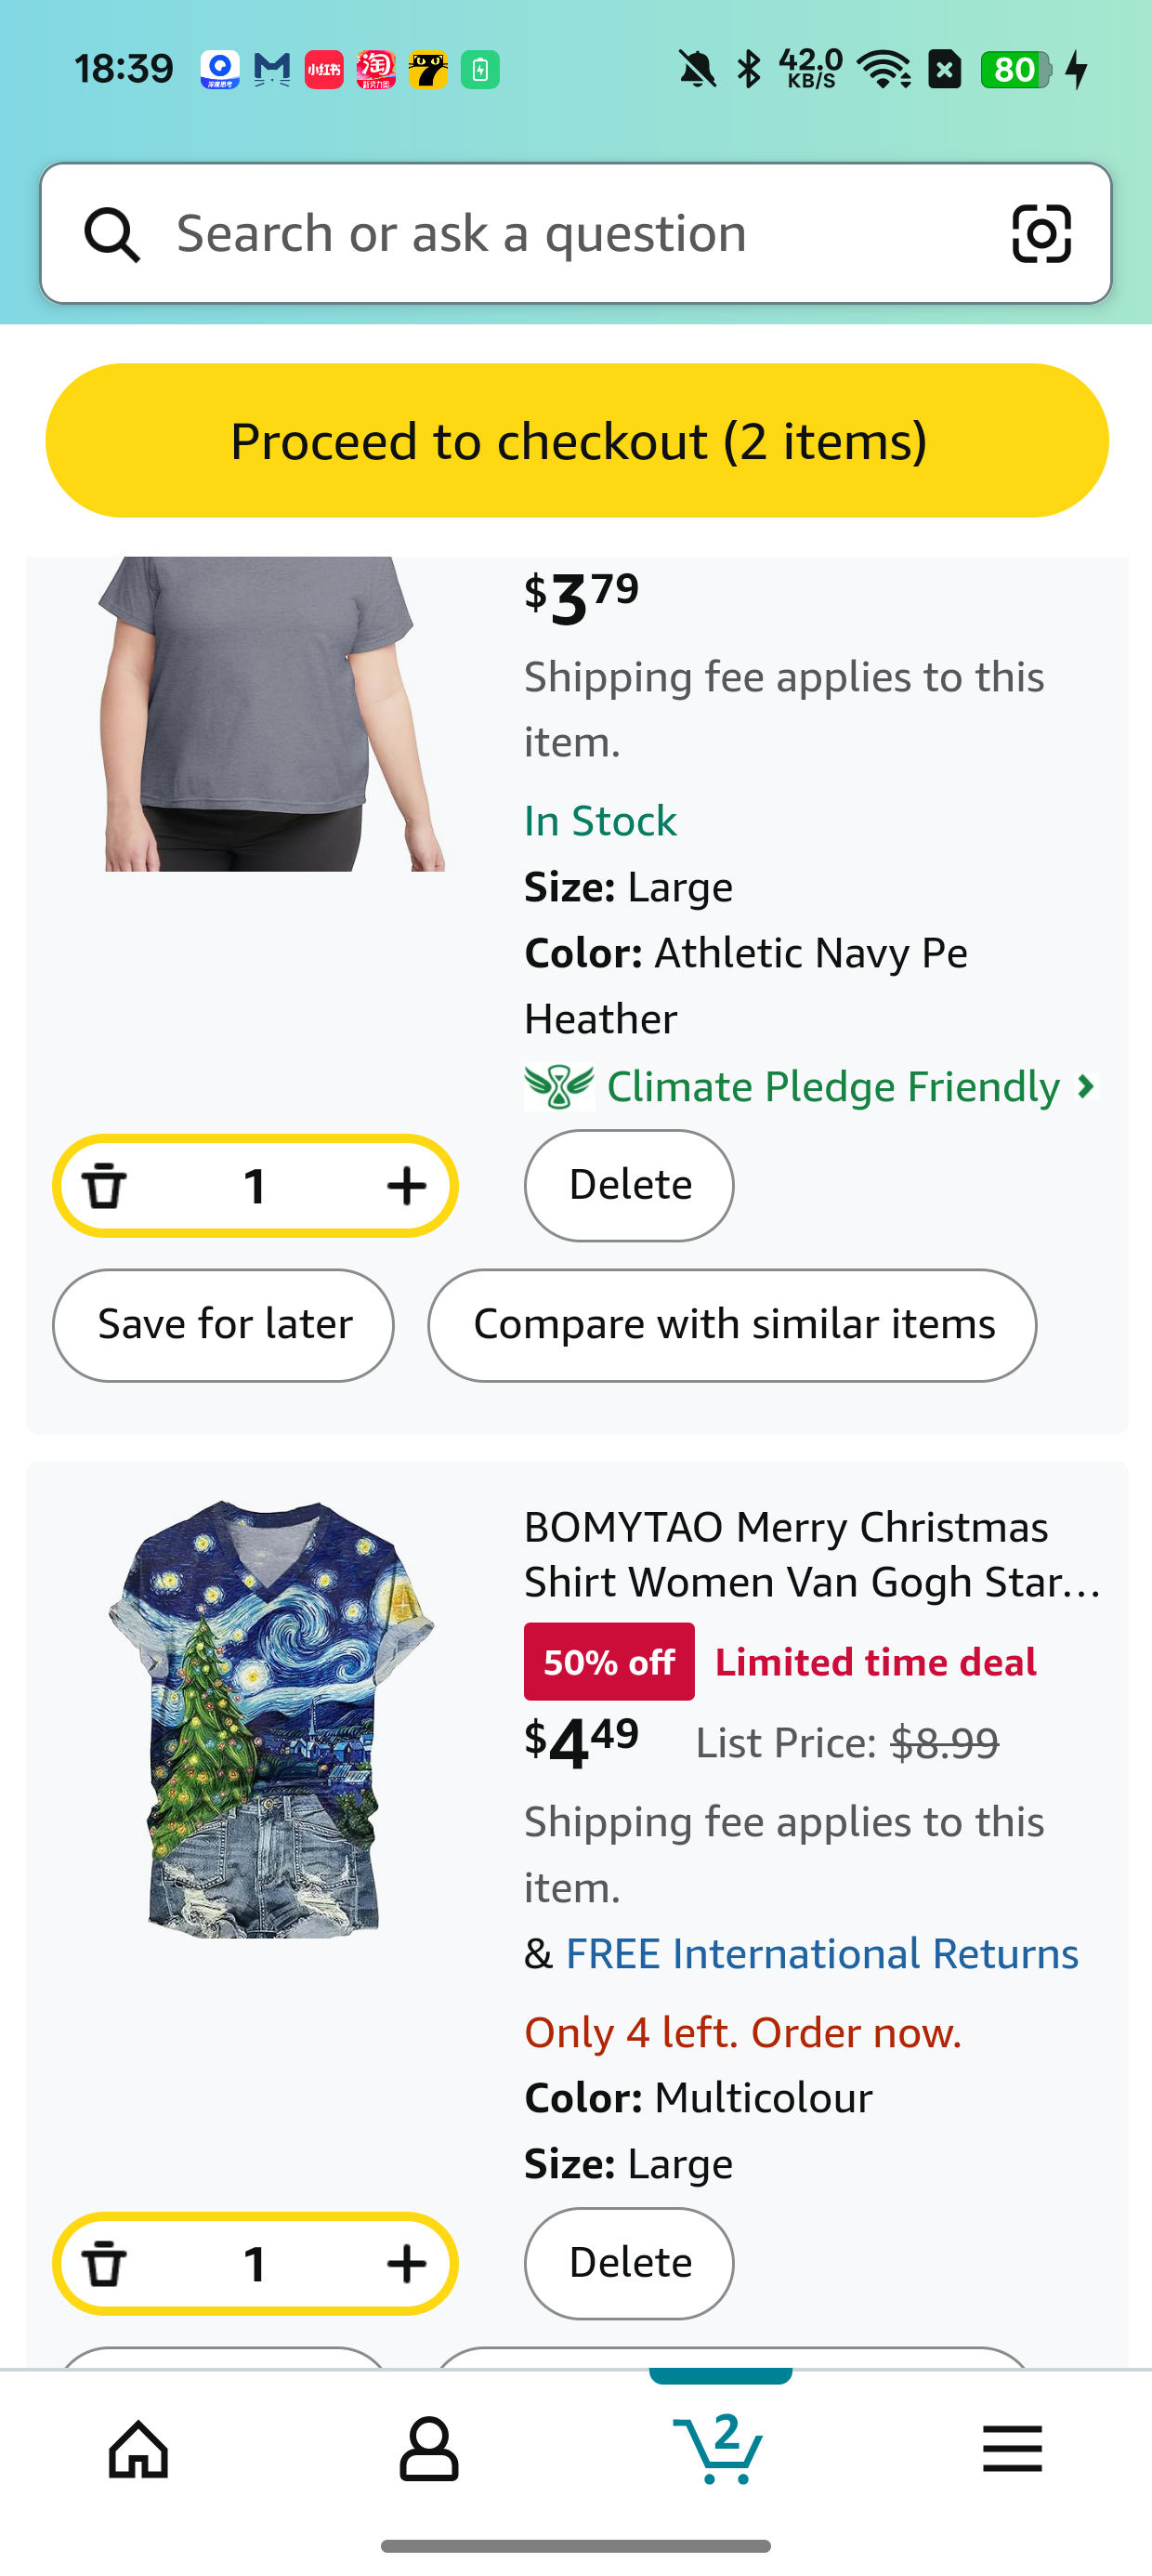 18:39
小红书
淘
42.0
KB/S
80
Search or ask a question
Proceed to checkout (2 items)
$3 79
Shipping fee applies to this
item.
In Stock
Size: Large
Color: Athletic Navy Pe
Heather
Climate Pledge Friendly
1
Delete
Save for later
Compare with similar items
BOMYTAO Merry Christmas
Shirt Women Van Gogh Star...
50% off Limited time deal
$4 49 List Price: $8.99
Shipping fee applies to this
item.
& FREE International Returns
Only 4 left. Order now.
Color: Multicolour
Size: Large
1
Delete
2